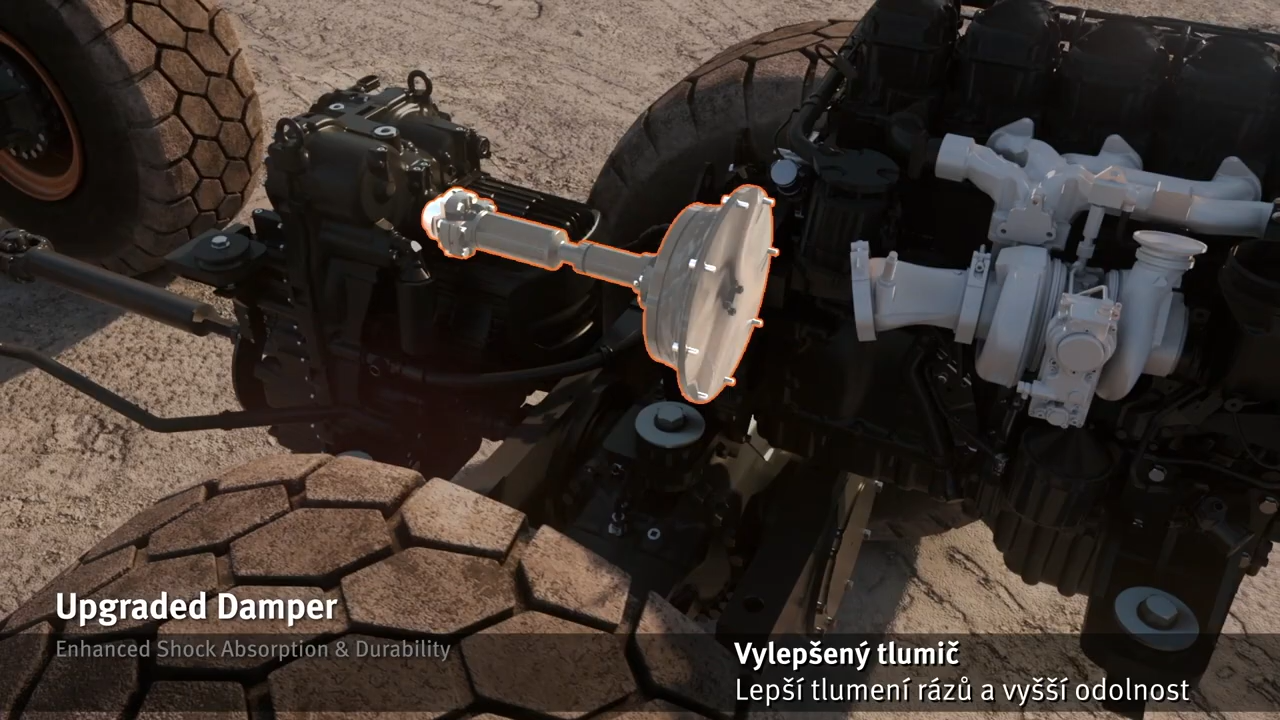 Upgraded Damper
Enhanced Shock Absorption & Durability
Vylepšený tlumič
Lepší tlumení rázů a vyšší odolnost